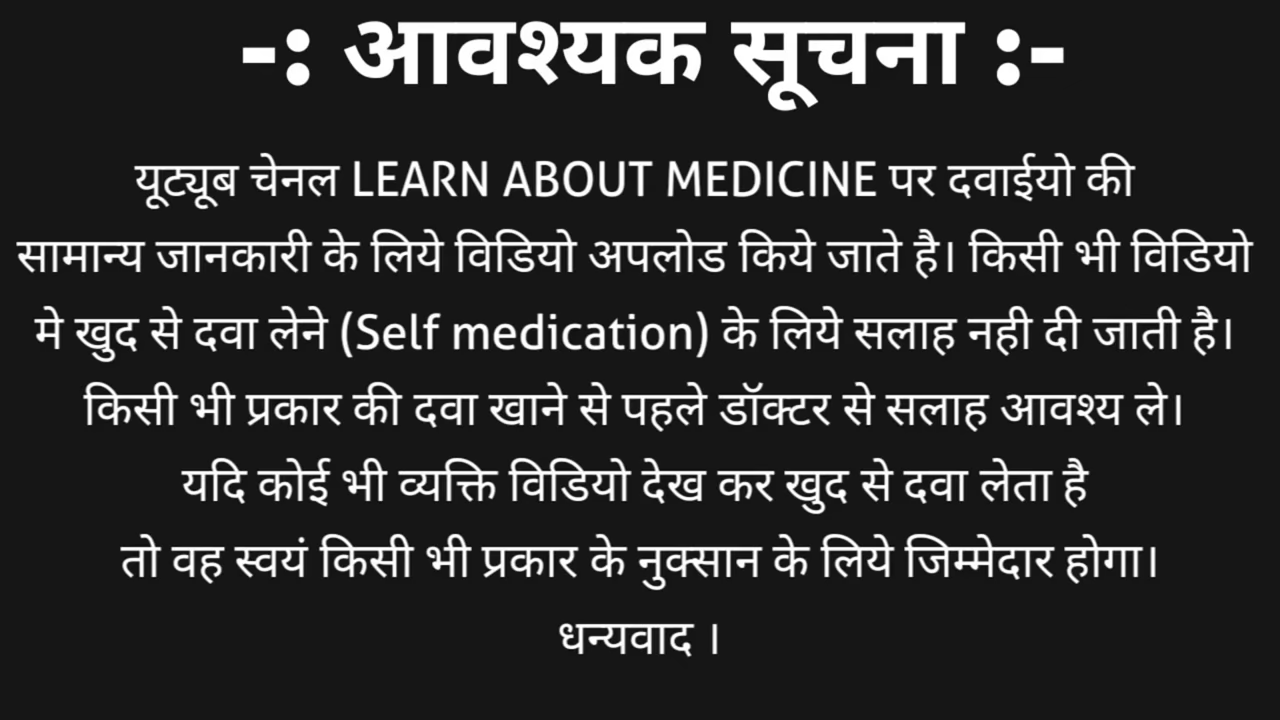 -: आवश्यक सूचना :-
यूट्यूब चेनल LEARN ABOUT MEDICINE पर दवाईयो की
सामान्य जानकारी के लिये विडियो अपलोड किये जाते है। किसी भी विडियो
मे खुद से दवा लेने (Self medication) के लिये सलाह नही दी जाती है।
किसी भी प्रकार की दवा खाने से पहले डॉक्टर से सलाह आवश्य ले।
यदि कोई भी व्यक्ति विडियो देख कर खुद से दवा लेता है
तो वह स्वयं किसी भी प्रकार के नुक्सान के लिये जिम्मेदार होगा।
धन्यवाद ।